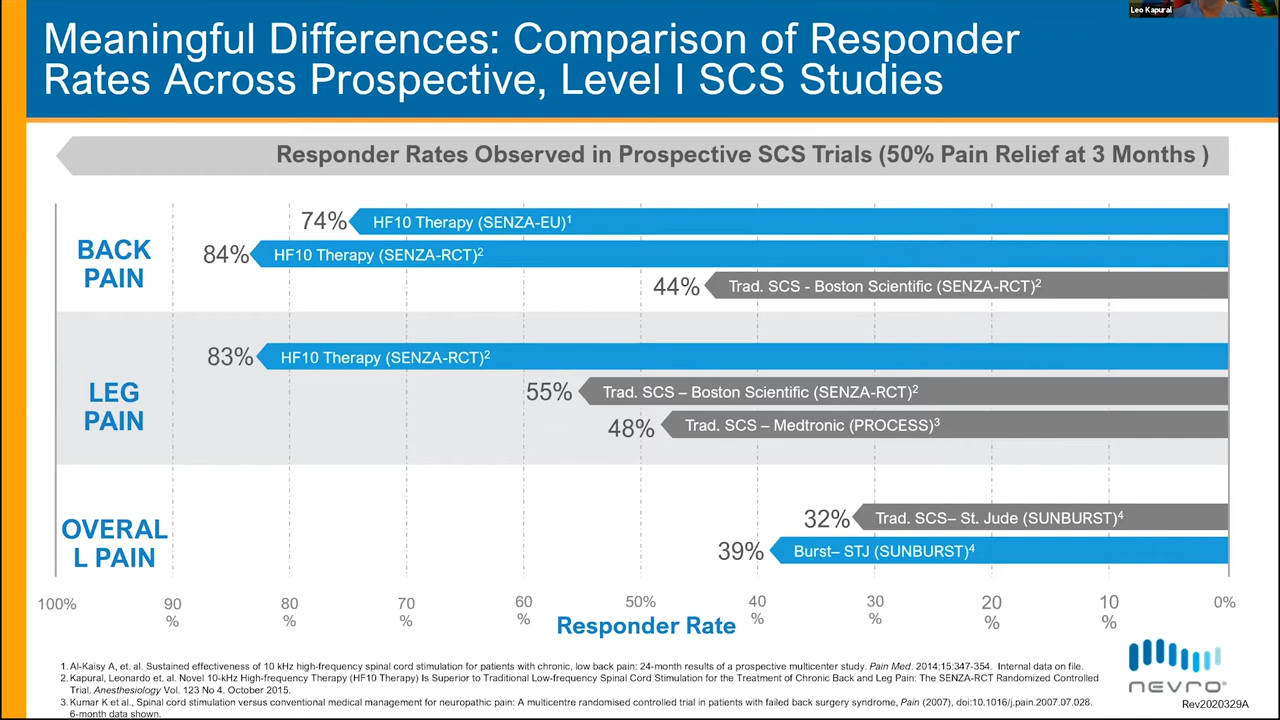 Leo Kapural
Meaningful Differences: Comparison of Responder
Rates Across Prospective, Level I SCS Studies
Responder Rates Observed in Prospective SCS Trials (50% Pain Relief at 3 Months )
BACK
PAIN
74%
HF10 Therapy (SENZA-EU)1
84%
HF10 Therapy (SENZA-RCT)2
44%
Trad. SCS - Boston Scientific (SENZA-RCT)2
LEG
PAIN
83%
HF10 Therapy (SENZA-RCT)2
55%
Trad. SCS – Boston Scientific (SENZA-RCT)2
48%
Trad. SCS – Medtronic (PROCESS)3
OVERAL
L PAIN
32%
Trad. SCS– St. Jude (SUNBURST)4
39%
Burst– STJ (SUNBURST)4
100%
90
%
80
%
70
%
60
%
50%
40
%
30
%
20
%
10
%
0%
Responder Rate
1. Al-Kaisy A, et. al. Sustained effectiveness of 10 kHz high-frequency spinal cord stimulation for patients with chronic, low back pain: 24-month results of a prospective multicenter study. Pain Med. 2014;15:347-354. Internal data on file.
2. Kapural, Leonardo et. al. Novel 10-kHz High-frequency Therapy (HF10 Therapy) Is Superior to Traditional Low-frequency Spinal Cord Stimulation for the Treatment of Chronic Back and Leg Pain: The SENZA-RCT Randomized Controlled
Trial. Anesthesiology Vol. 123 No 4. October 2015.
3. Kumar K et al., Spinal cord stimulation versus conventional medical management for neuropathic pain: A multicentre randomised controlled trial in patients with failed back surgery syndrome, Pain (2007), doi:10.1016/j.pain.2007.07.028.
6-month data shown.
nevro
Rev2020329A